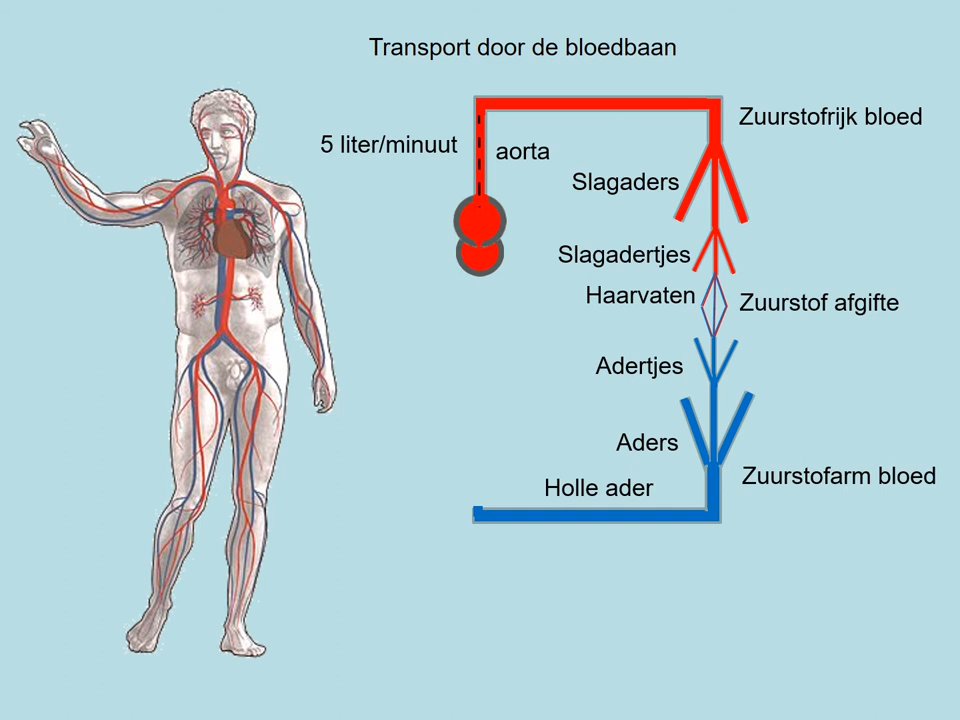 Transport door de bloedbaan
Zuurstofrijk bloed
5 liter/minuut
aorta
Slagaders
Slagadertjes
Haarvaten
Zuurstof afgifte
Adertjes
Aders
Zuurstofarm bloed
Holle ader